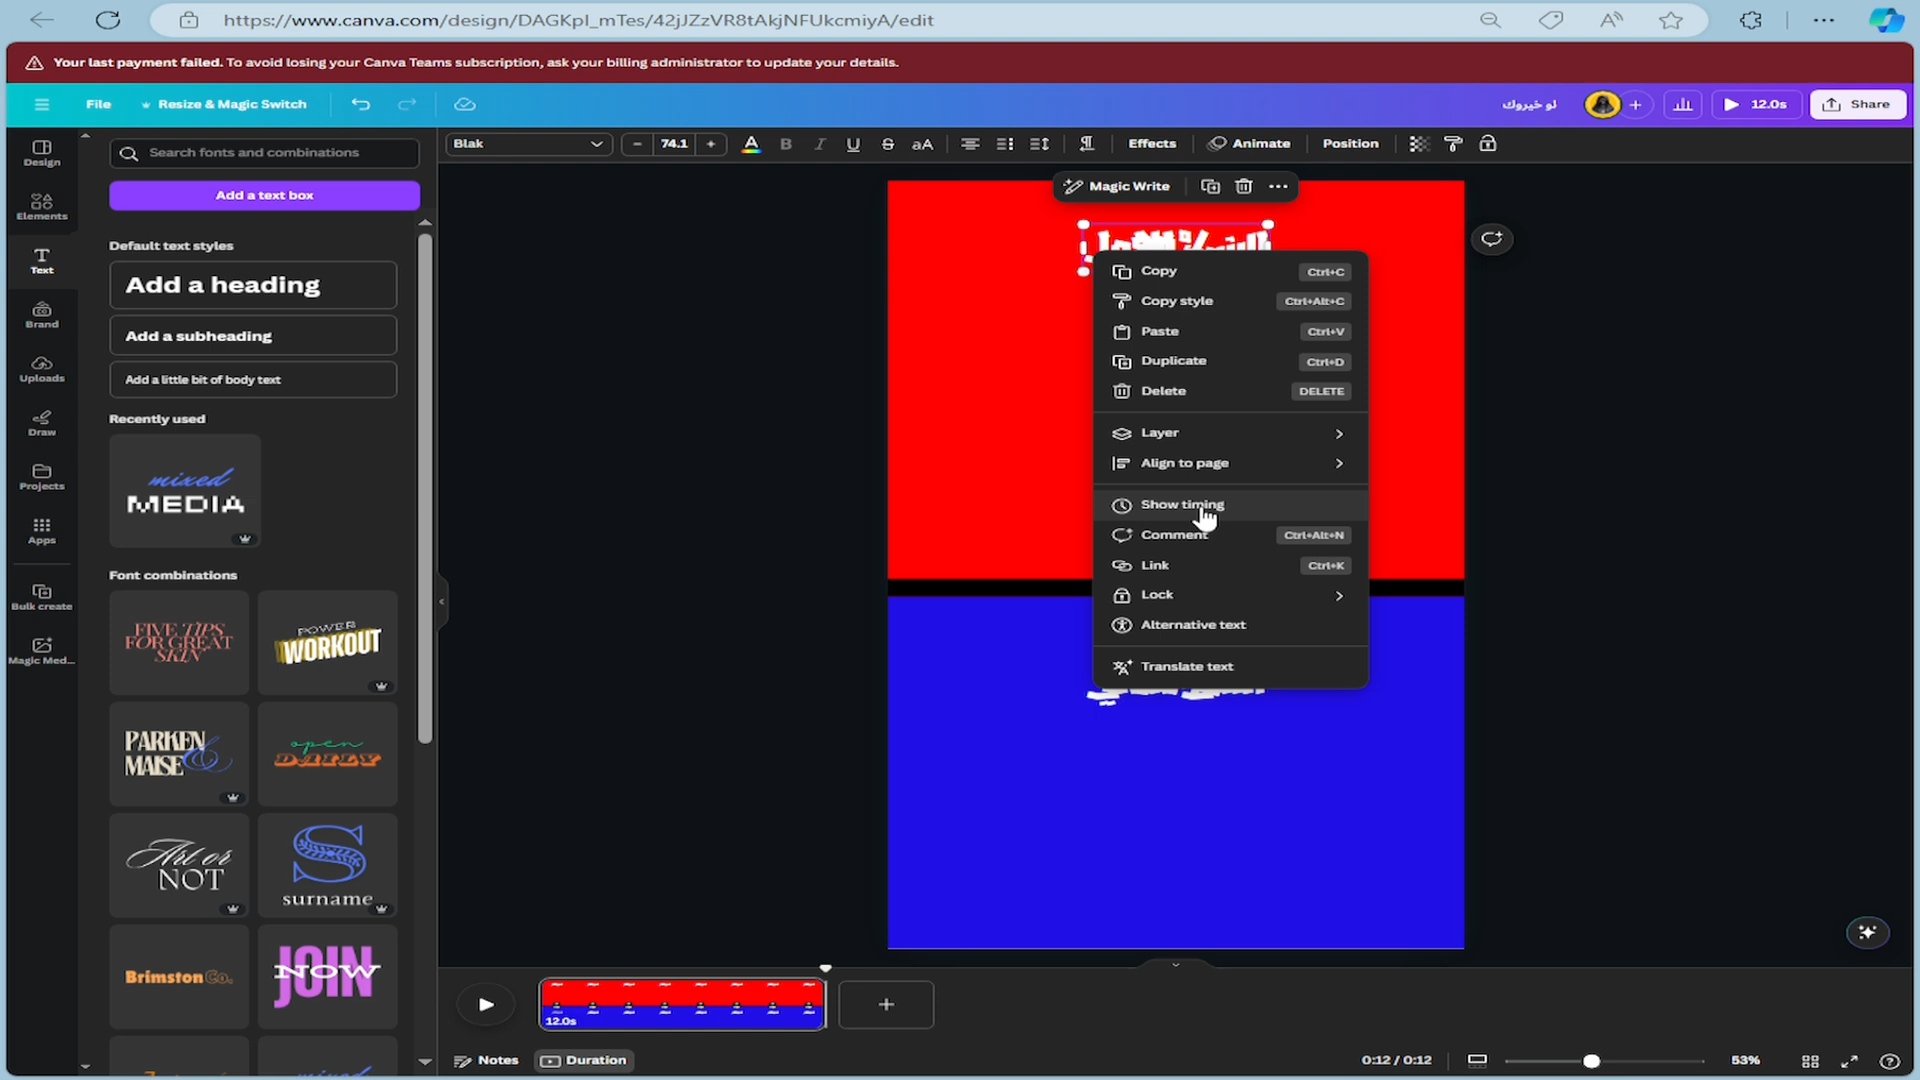 https://www.canva.com/design/DAGKpI_mTes/42jJZzVR8tAkjNFUkcmiyA/edit
Your last payment failed. To avoid losing your Canva Teams subscription, ask your billing administrator to update your details.
File
Resize & Magic Switch
لو خيروك
12.0s
Share
Blak
74.1
aA
Effects
Animate
Position
Design
Elements
Text
Brand
Uploads
Draw
Projects
Apps
Bulk create
Magic Med...
Search fonts and combinations
Add a text box
Default text styles
Add a heading
Add a subheading
Add a little bit of body text
Recently used
mixed
MEDIA
Font combinations
FIVE TIPS
FOR GREAT
SKIN
POWER
WORKOUT
PARKEN
&
MAISE
open
DAILY
Art or
NOT
S
surname
Brimston Co.
JOIN
NOW
Magic Write
Copy Ctrl+C
Copy style Ctrl+Alt+C
Paste Ctrl+V
Duplicate Ctrl+D
Delete DELETE
Layer
Align to page
Show timing
Comment Ctrl+Alt+N
Link Ctrl+K
Lock
Alternative text
Translate text
12.0s
Notes
Duration
0:12 / 0:12
53%